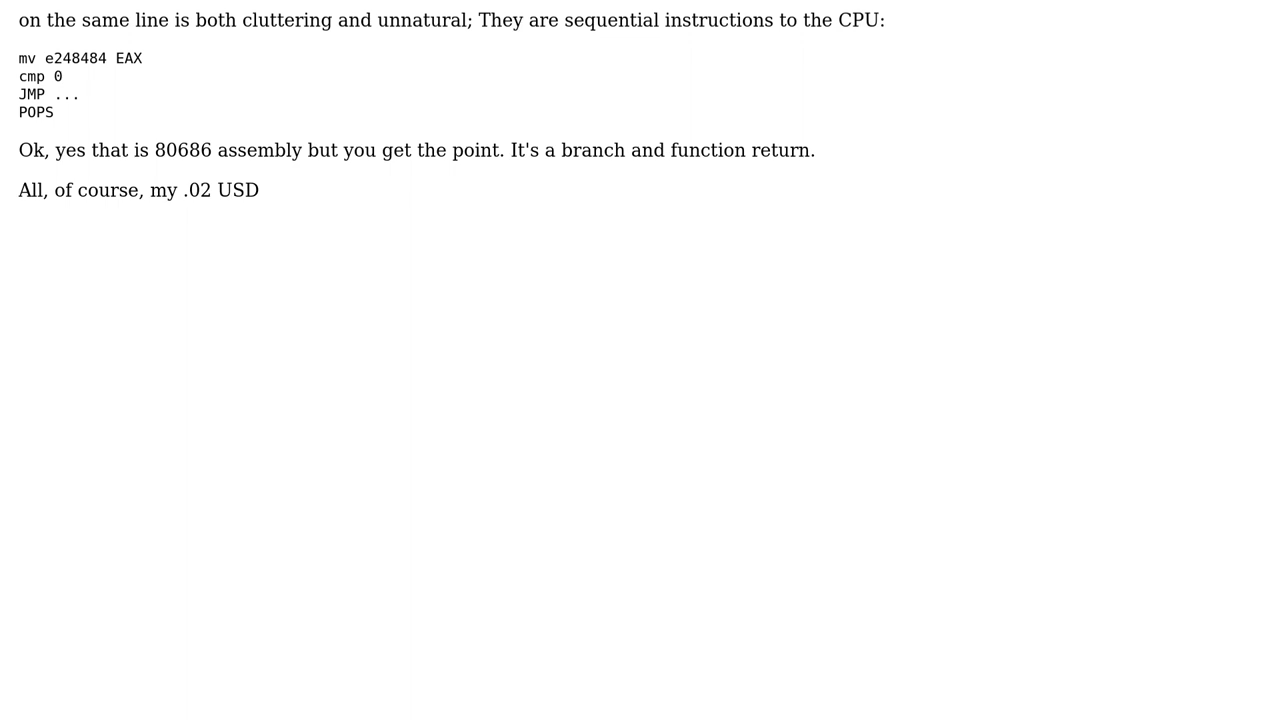 on the same line is both cluttering and unnatural; They are sequential instructions to the CPU:
mv e248484 EAX
cmp 0
JMP ...
POPS
Ok, yes that is 80686 assembly but you get the point. It's a branch and function return.
All, of course, my .02 USD